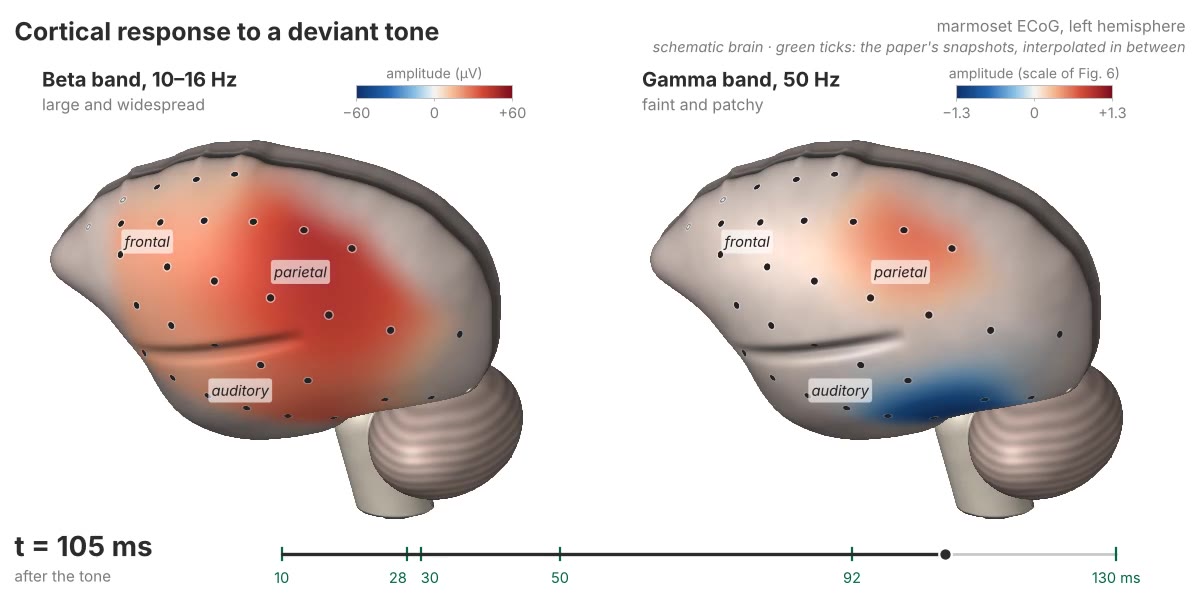 Cortical response to a deviant tone
marmoset ECoG, left hemisphere
schematic brain · green ticks: the paper's snapshots, interpolated in between
Beta band, 10–16 Hz
large and widespread
amplitude (µV)
−60 0 +60
Gamma band, 50 Hz
faint and patchy
amplitude (scale of Fig. 6)
−1.3 0 +1.3
frontal
parietal
auditory
frontal
parietal
auditory
t = 105 ms
after the tone
10 28 30 50 92 130 ms